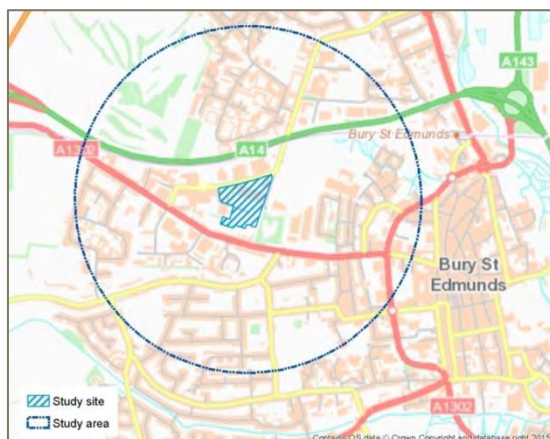 A143
Bury St Edmunds
A14
A1302
Bury St
Edmunds
Study site
Study area
A1302
Contains OS data © Crown Copyright and database right 2015